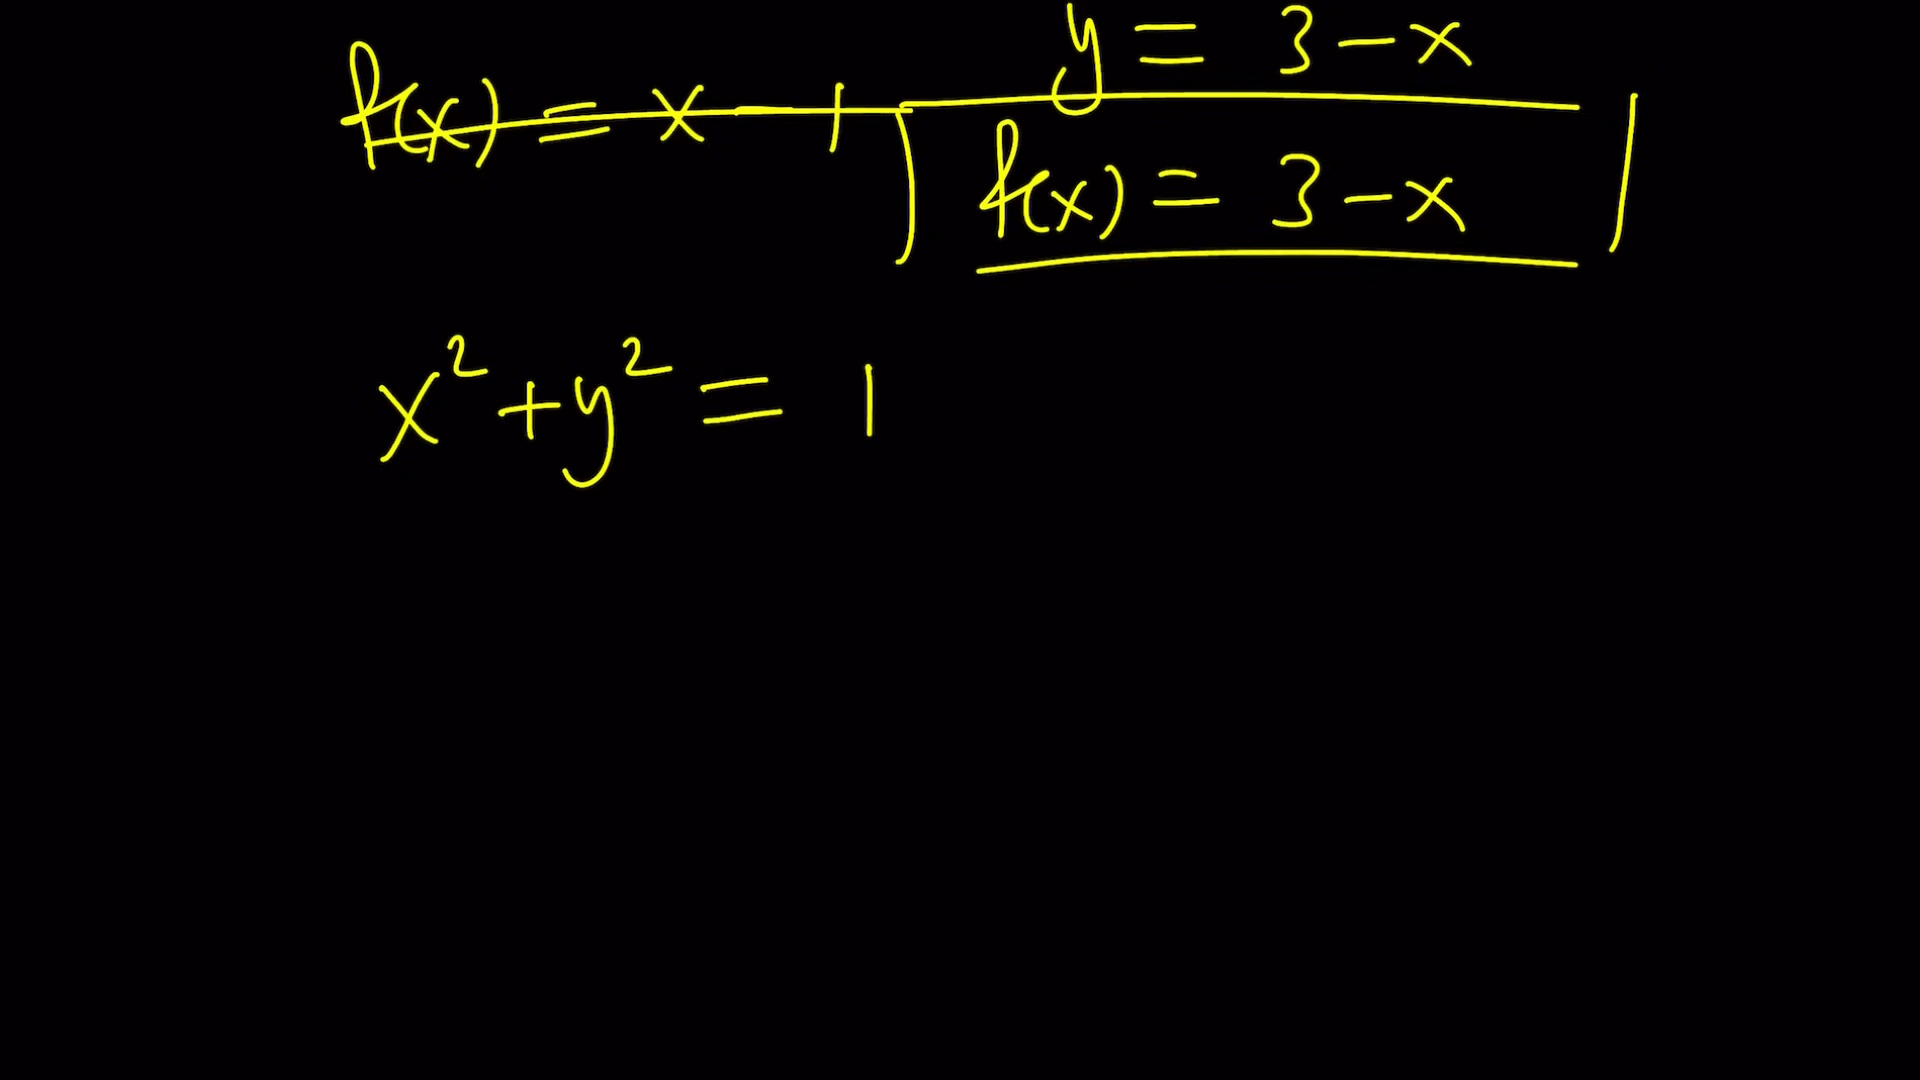 y = 3 - x
f(x) = x - 1
f(x) = 3 - x
x² + y² = 1